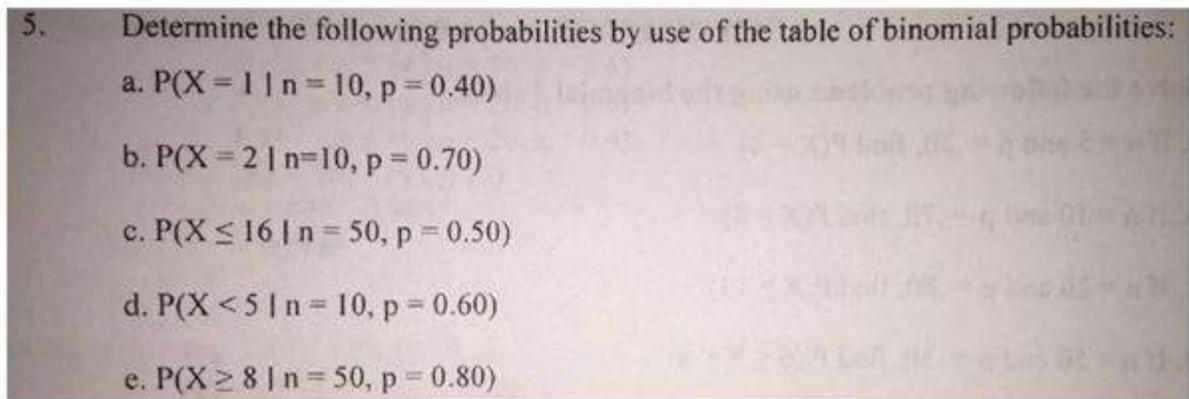 5. Determine the following probabilities by use of the table of binomial probabilities:
a. P(X = 1 | n = 10, p = 0.40)
b. P(X = 2 | n=10, p = 0.70)
c. P(X ≤ 16 | n = 50, p = 0.50)
d. P(X < 5 | n = 10, p = 0.60)
e. P(X ≥ 8 | n = 50, p = 0.80)